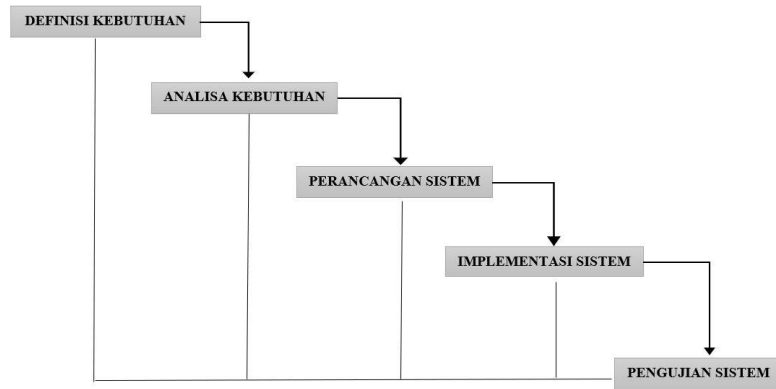 DEFINISI KEBUTUHAN
ANALISA KEBUTUHAN
PERANCANGAN SISTEM
IMPLEMENTASI SISTEM
PENGUJIAN SISTEM